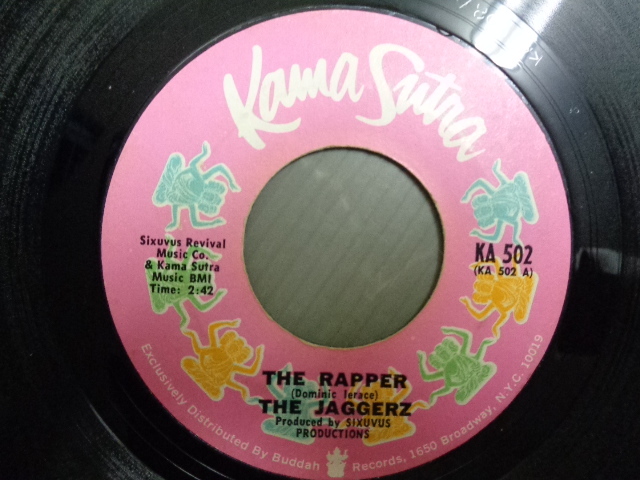 Kama Sutra
Sixuvus Revival
Music Co.
& Kama Sutra
Music BMI
Time: 2:42
KA 502
(KA 502 A)
THE RAPPER
(Dominic Ierace)
THE JAGGERZ
Produced by SIXUVUS
PRODUCTIONS
Exclusively Distributed By Buddah Records, 1650 Broadway, N.Y.C. 10019